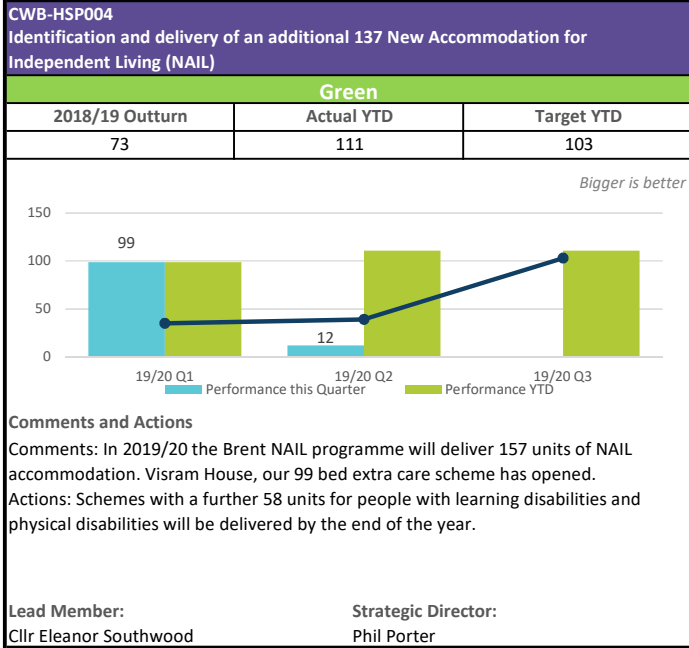 CWB-HSP004
Identification and delivery of an additional 137 New Accommodation for
Independent Living (NAIL)
Green
2018/19 Outturn Actual YTD Target YTD
73 111 103
Bigger is better
150
100
50
0
99
12
19/20 Q1 19/20 Q2 19/20 Q3
Performance this Quarter Performance YTD
Comments and Actions
Comments: In 2019/20 the Brent NAIL programme will deliver 157 units of NAIL
accommodation. Visram House, our 99 bed extra care scheme has opened.
Actions: Schemes with a further 58 units for people with learning disabilities and
physical disabilities will be delivered by the end of the year.
Lead Member: Strategic Director:
Cllr Eleanor Southwood Phil Porter